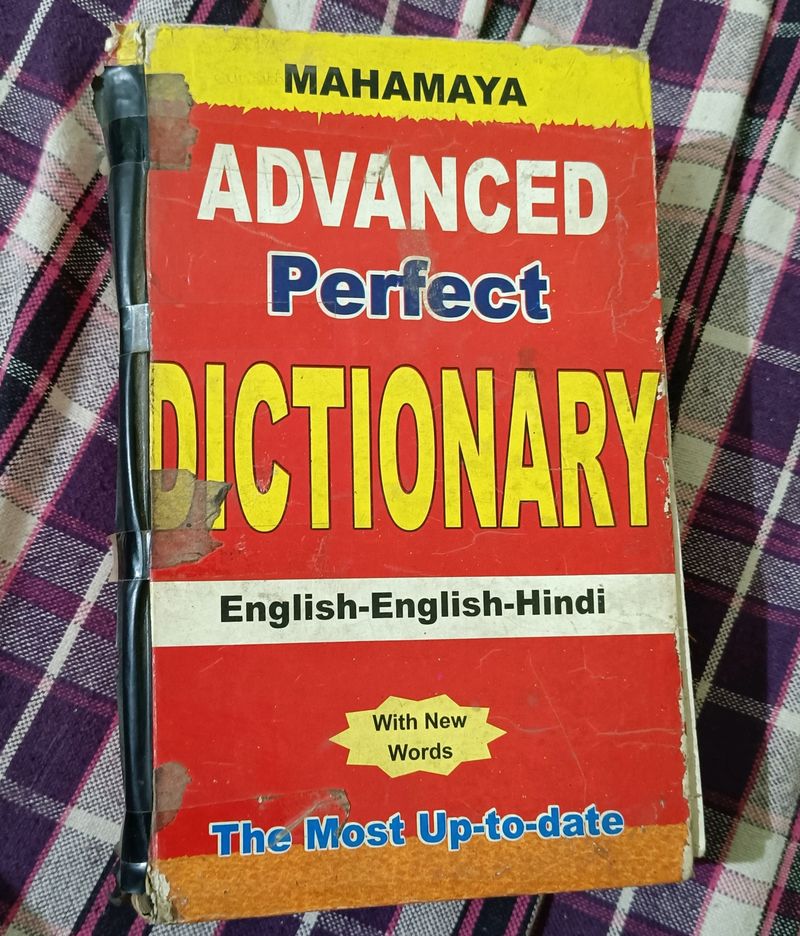 MAHAMAYA
ADVANCED
Perfect
DICTIONARY
English-English-Hindi
With New
Words
The Most Up-to-date